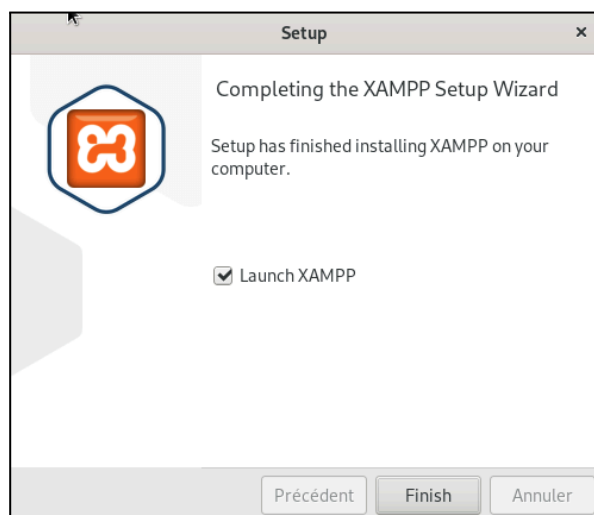 Setup
Completing the XAMPP Setup Wizard
Setup has finished installing XAMPP on your
computer.
Launch XAMPP
Précédent
Finish
Annuler